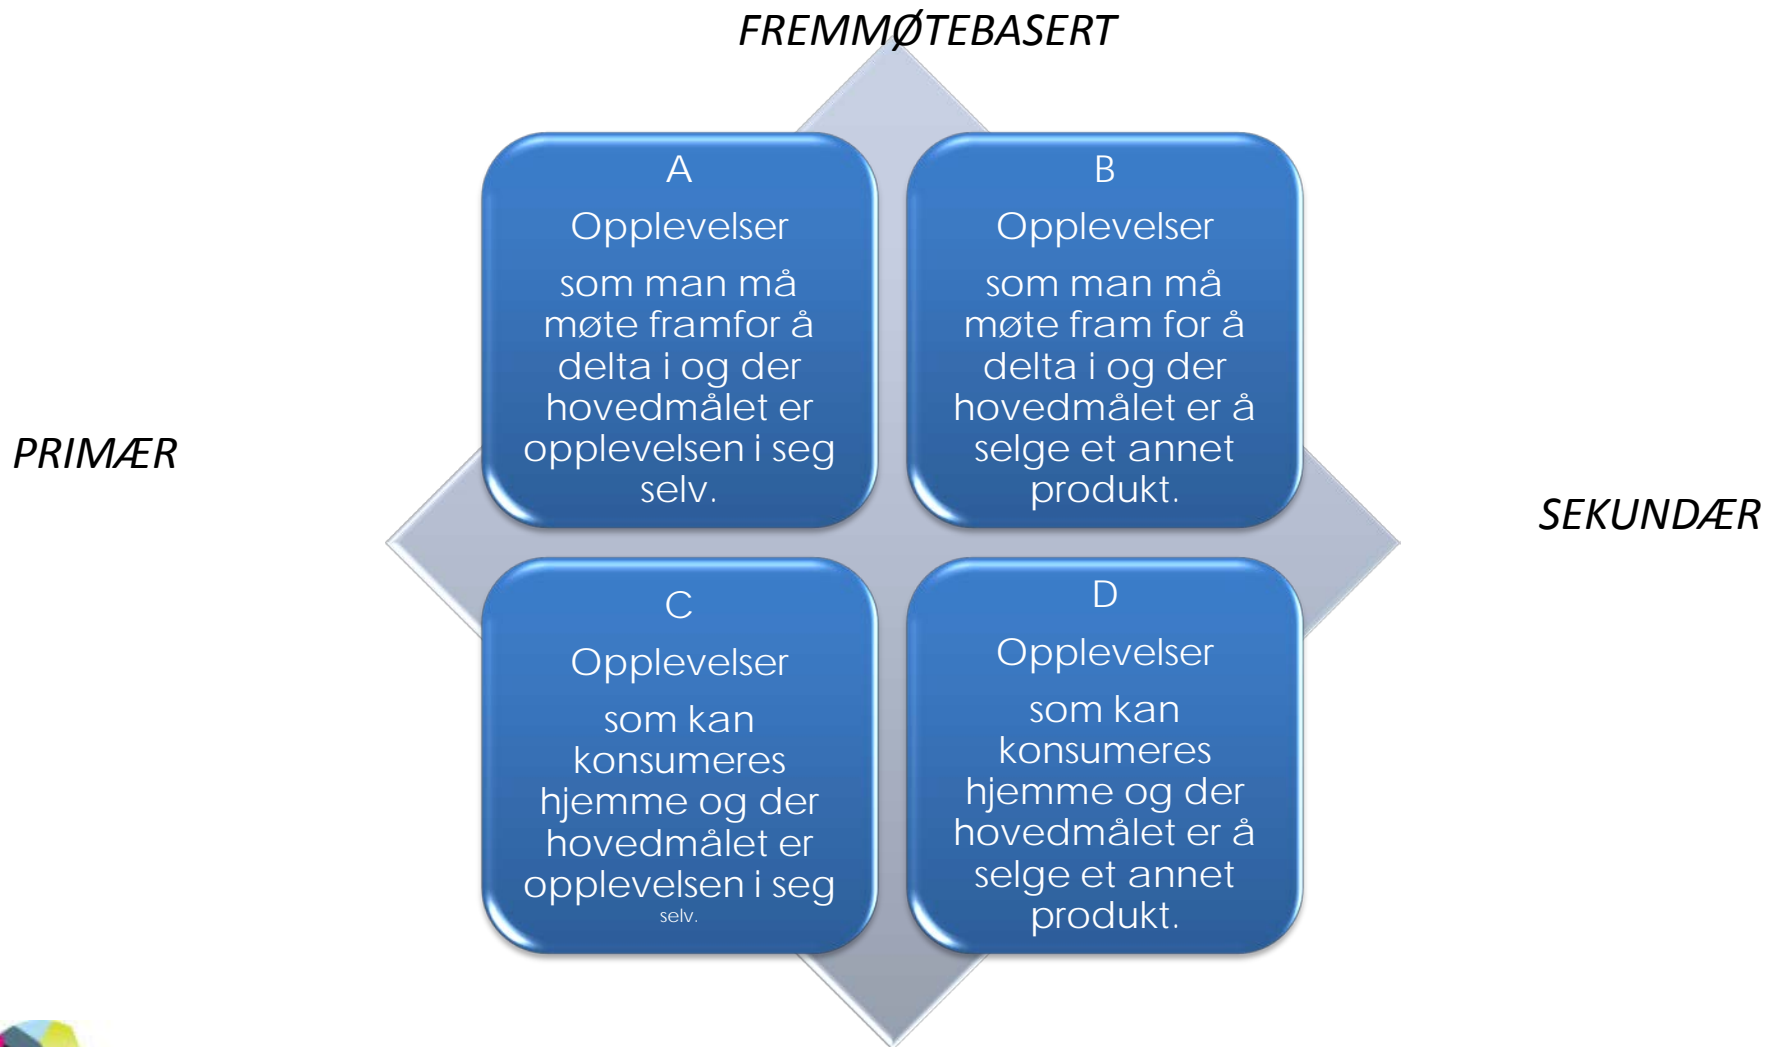 FREMMØTEBASERT
PRIMÆR
A
Opplevelser
som man må
møte framfor å
delta i og der
hovedmålet er
opplevelsen i seg
selv.
B
Opplevelser
som man må
møte fram for å
delta i og der
hovedmålet er å
selge et annet
produkt.
SEKUNDÆR
C
Opplevelser
som kan
konsumeres
hjemme og der
hovedmålet er
opplevelsen i seg
selv.
D
Opplevelser
som kan
konsumeres
hjemme og der
hovedmålet er å
selge et annet
produkt.